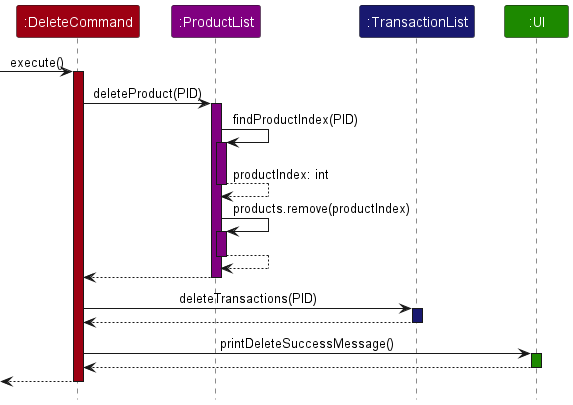 :DeleteCommand
:ProductList
:TransactionList
:UI
execute()
deleteProduct(PID)
findProductIndex(PID)
productIndex: int
products.remove(productIndex)
deleteTransactions(PID)
printDeleteSuccessMessage()